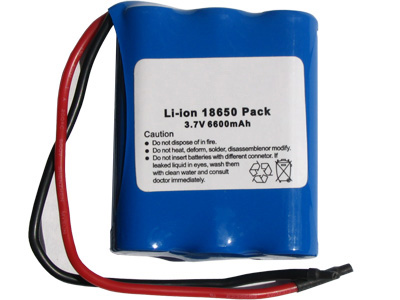 Li-ion 18650 Pack
3.7V 6600mAh
Caution
● Do not dispose of in fire.
● Do not heat, deform, solder, disassblemenor modify.
● Do not insert batteries with different connetor. If
leaked liquid in eyes, wash them
with clean water and consult
doctor immediately.